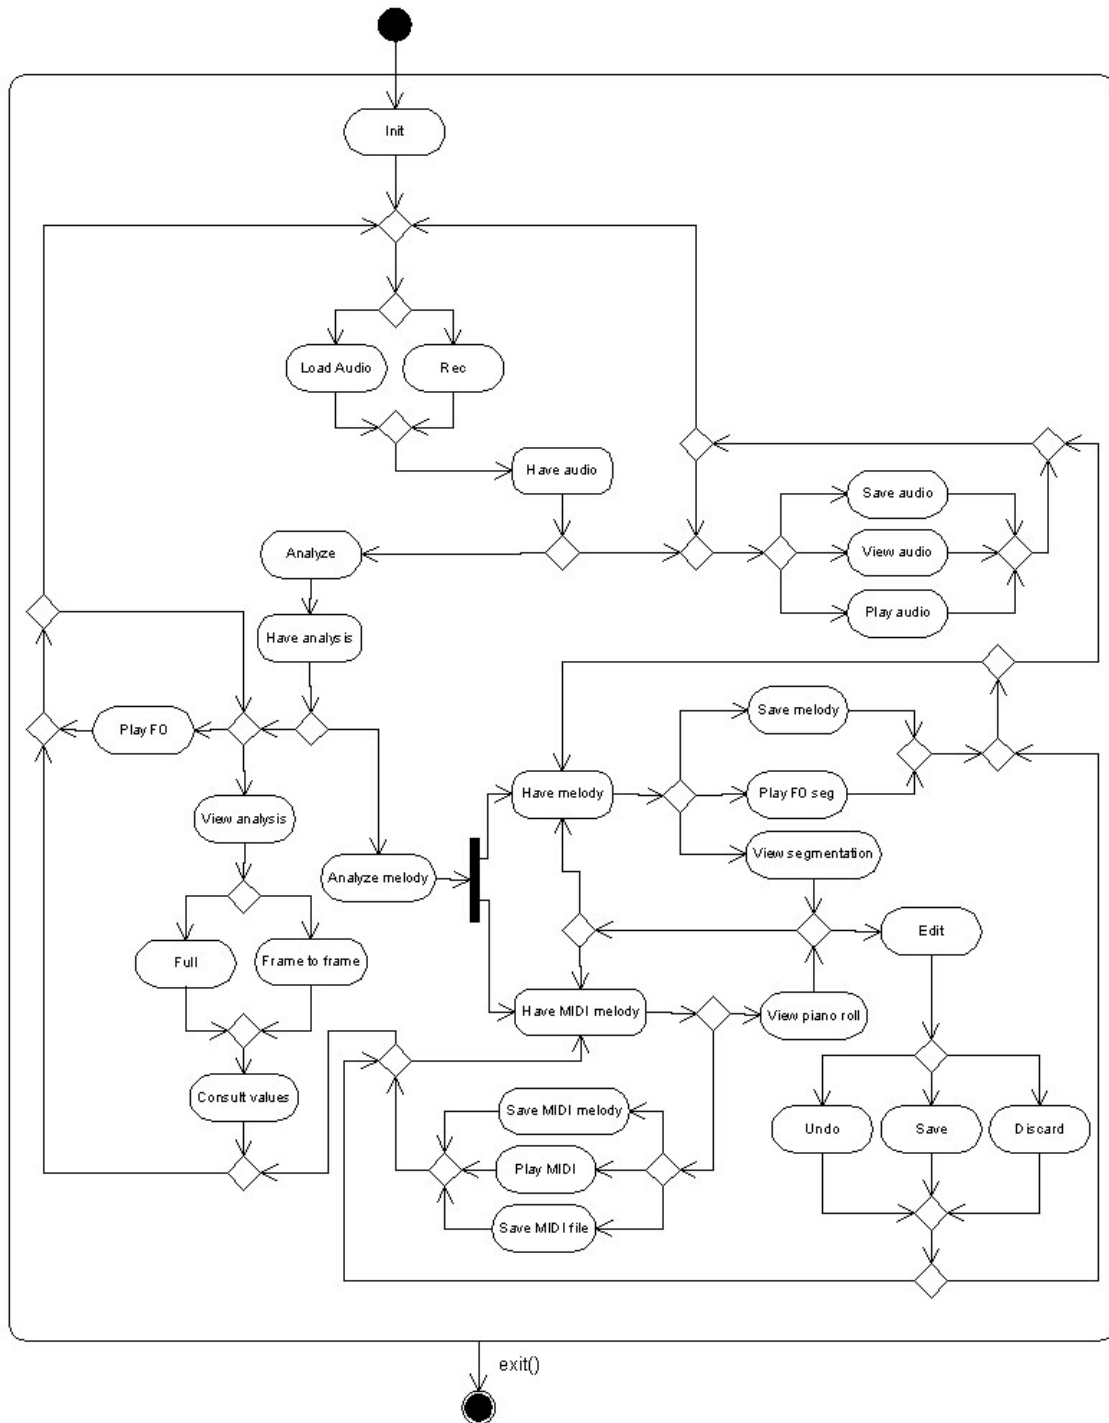 Init
Load Audio
Rec
Have audio
Save audio
Analyze
View audio
Play audio
Have analysis
Save melody
Play FO
Have melody
Play FO seg
View analysis
View segmentation
Analyze melody
Edit
Full
Frame to frame
Have MIDI melody
View piano roll
Consult values
Save MIDI melody
Undo
Save
Discard
Play MIDI
Save MIDI file
exit()